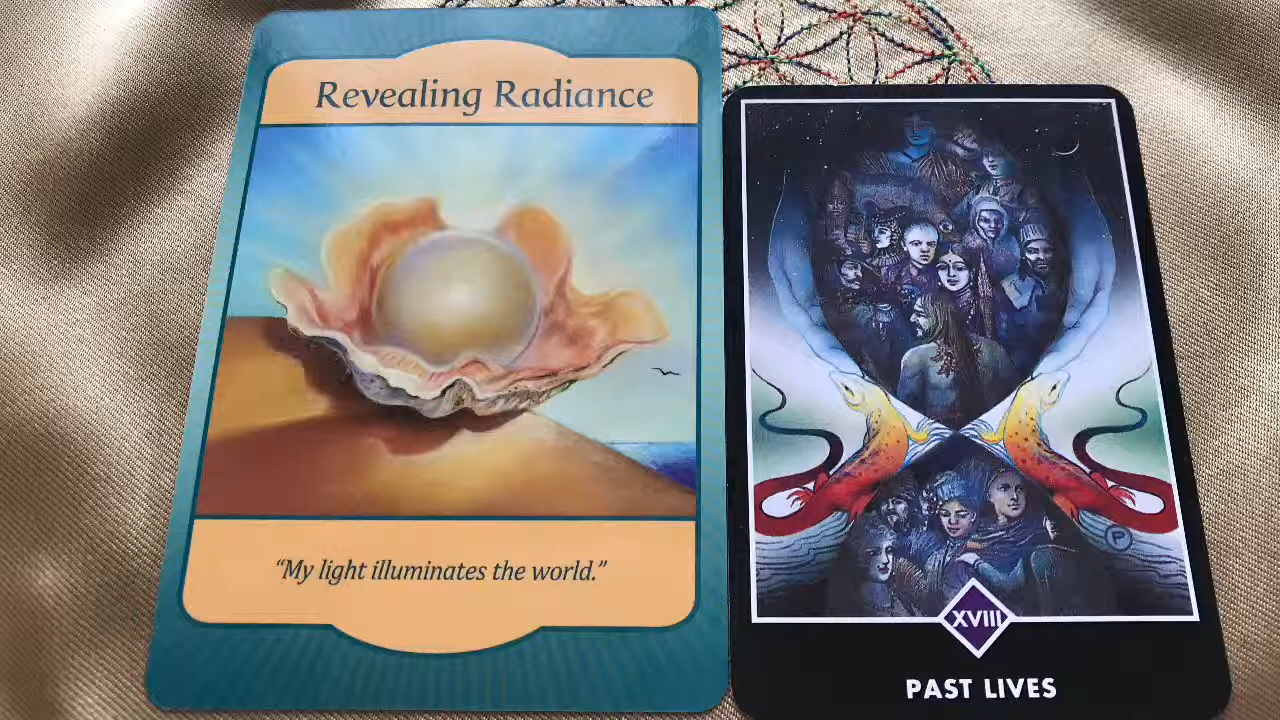 Revealing Radiance
"My light illuminates the world."
P
XVIII
PAST LIVES